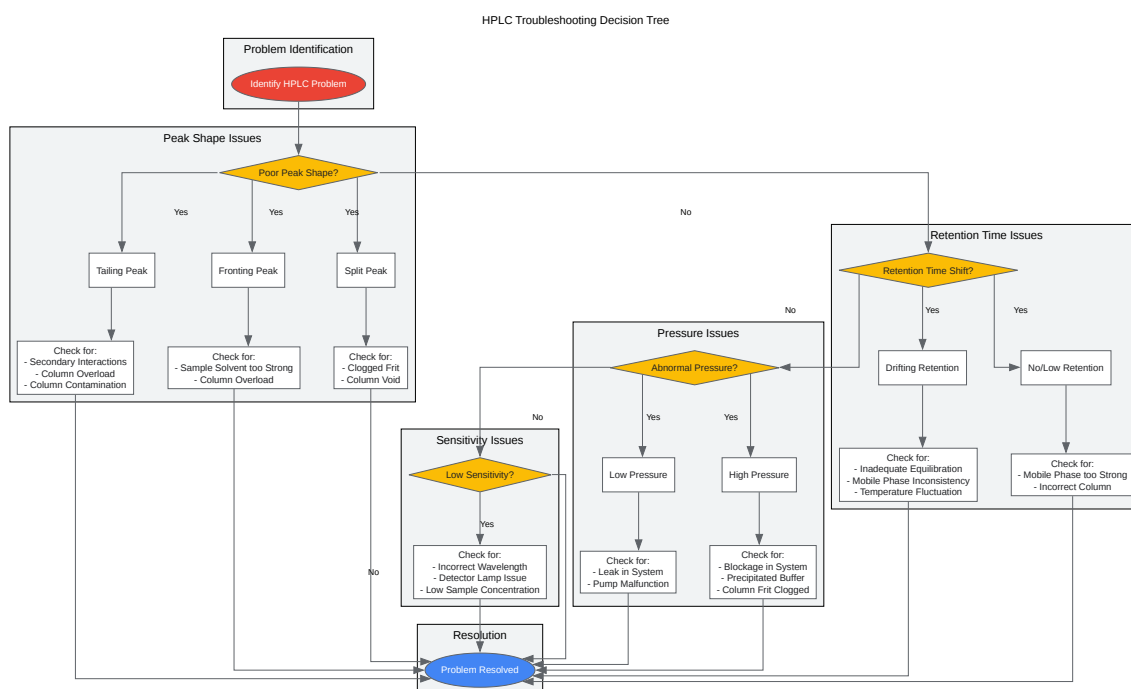 HPLC Troubleshooting Decision Tree
Problem Identification
Identify HPLC Problem
Peak Shape Issues
Poor Peak Shape?
Yes
Yes
Yes
No
Tailing Peak
Fronting Peak
Split Peak
Check for:
- Secondary Interactions
- Column Overload
- Column Contamination
Check for:
- Sample Solvent too Strong
- Column Overload
Check for:
- Clogged Frit
- Column Void
Retention Time Issues
Retention Time Shift?
No
Yes
Yes
Drifting Retention
No/Low Retention
Check for:
- Inadequate Equilibration
- Mobile Phase Inconsistency
- Temperature Fluctuation
Check for:
- Mobile Phase too Strong
- Incorrect Column
Pressure Issues
Abnormal Pressure?
No
Yes
Yes
Low Pressure
High Pressure
Check for:
- Leak in System
- Pump Malfunction
Check for:
- Blockage in System
- Precipitated Buffer
- Column Frit Clogged
Sensitivity Issues
Low Sensitivity?
Yes
No
Check for:
- Incorrect Wavelength
- Detector Lamp Issue
- Low Sample Concentration
Resolution
Problem Resolved